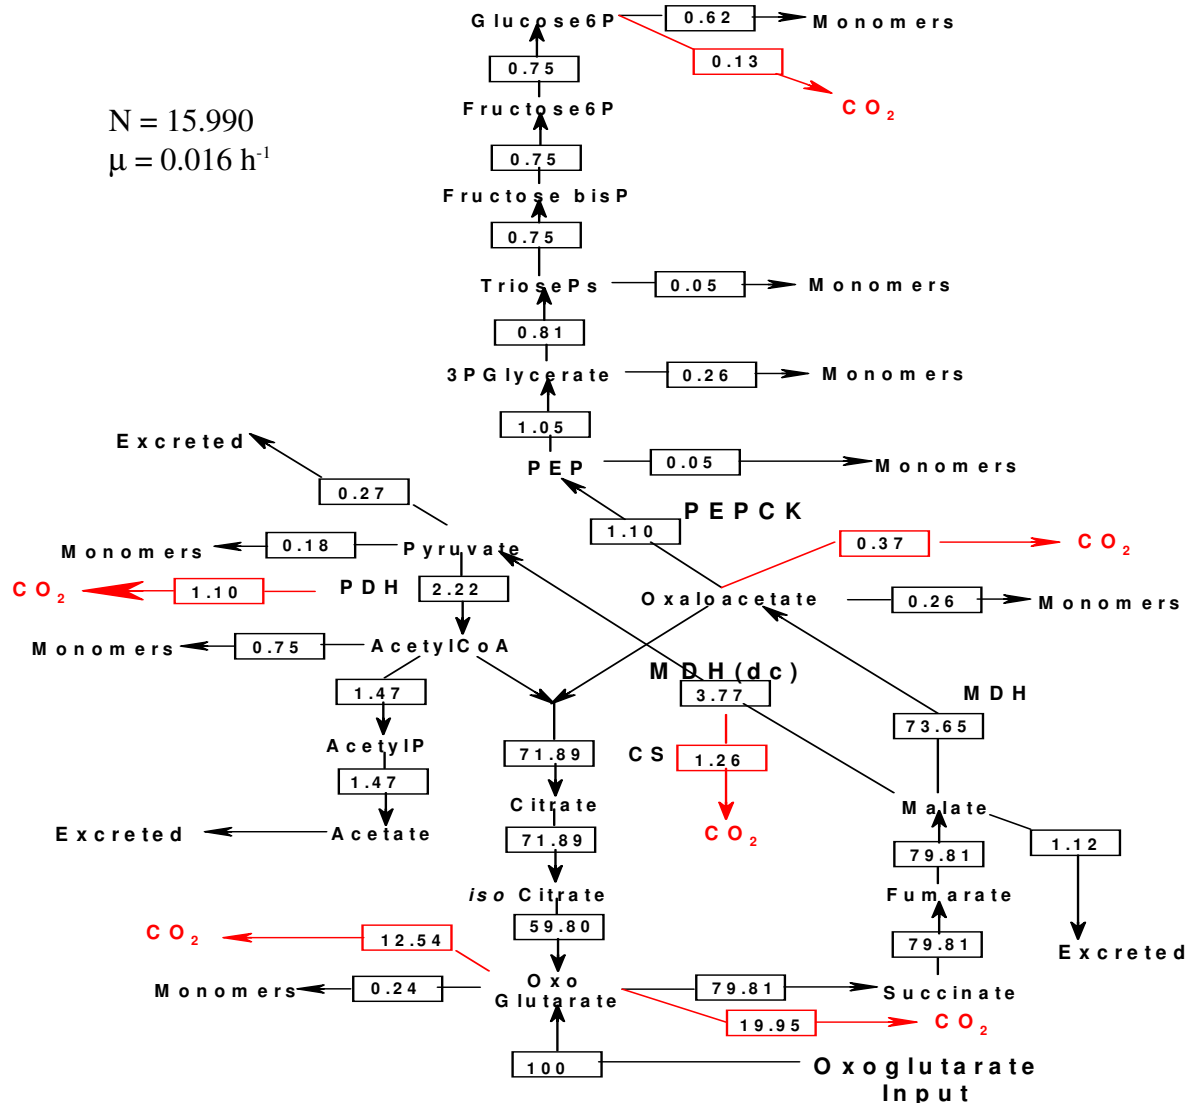 Glucose6P 0.62 Monomers
0.13
0.75
CO2
Fructose6P
N = 15.990
μ = 0.016 h-1
0.75
Fructose bisP
0.75
TriosePs 0.05 Monomers
0.81
3PGlycerate 0.26 Monomers
1.05
Excreted
PEP 0.05 Monomers
0.27
PEPCK
1.10
0.37 CO2
Monomers 0.18 Pyruvate
CO2 1.10 PDH 2.22
Oxaloacetate 0.26 Monomers
Monomers 0.75 AcetylCoA
MDH(dc)
1.47 3.77 MDH
73.65
AcetylP 71.89 CS 1.26
1.47
Citrate Malate
Excreted Acetate CO2
71.89 79.81 1.12
iso Citrate Fumarate
CO2 12.54 59.80 79.81
Excreted
Monomers 0.24 Oxo
Glutarate 79.81 Succinate
19.95 CO2
100 Oxoglutarate
Input